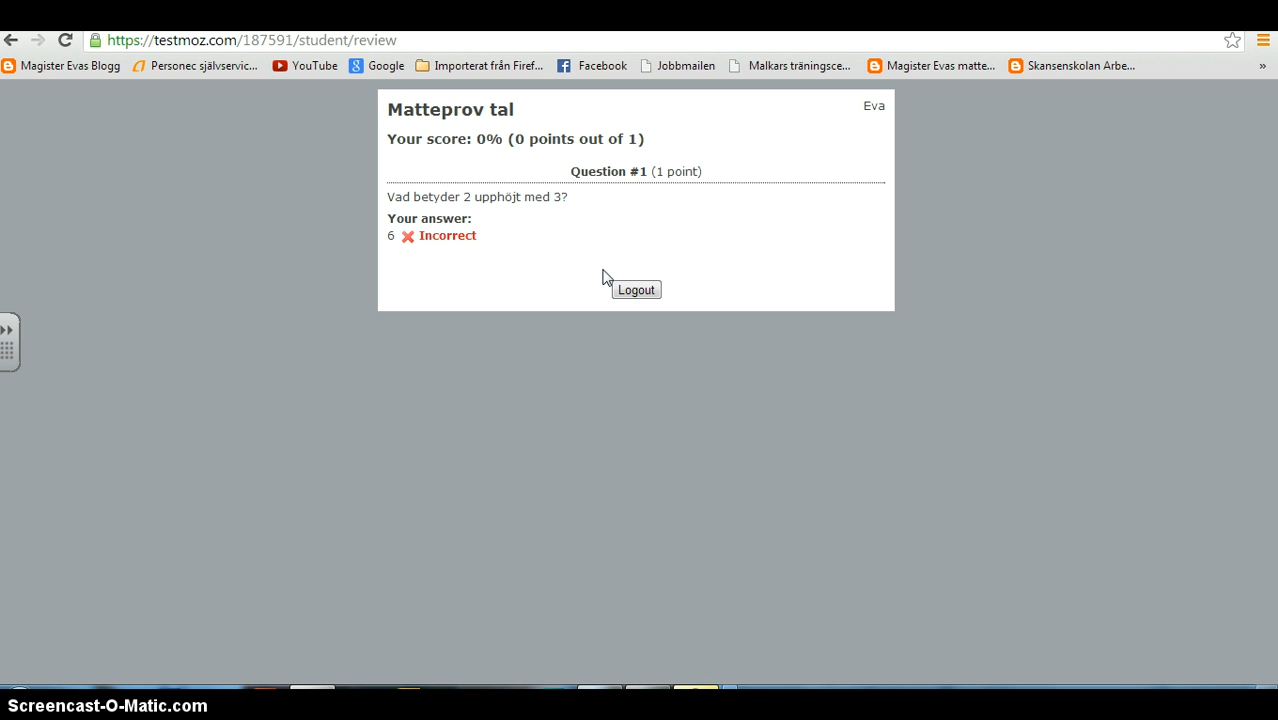 https://testmoz.com/187591/student/review
Magister Evas Blogg Personec självservic... YouTube Google Importerat från Firef... Facebook Jobbmailen Malkars träningsce... Magister Evas matte... Skansenskolan Arbe... »
Matteprov tal Eva
Your score: 0% (0 points out of 1)
Question #1 (1 point)
Vad betyder 2 upphöjt med 3?
Your answer:
6 Incorrect
Logout
Screencast-O-Matic.com